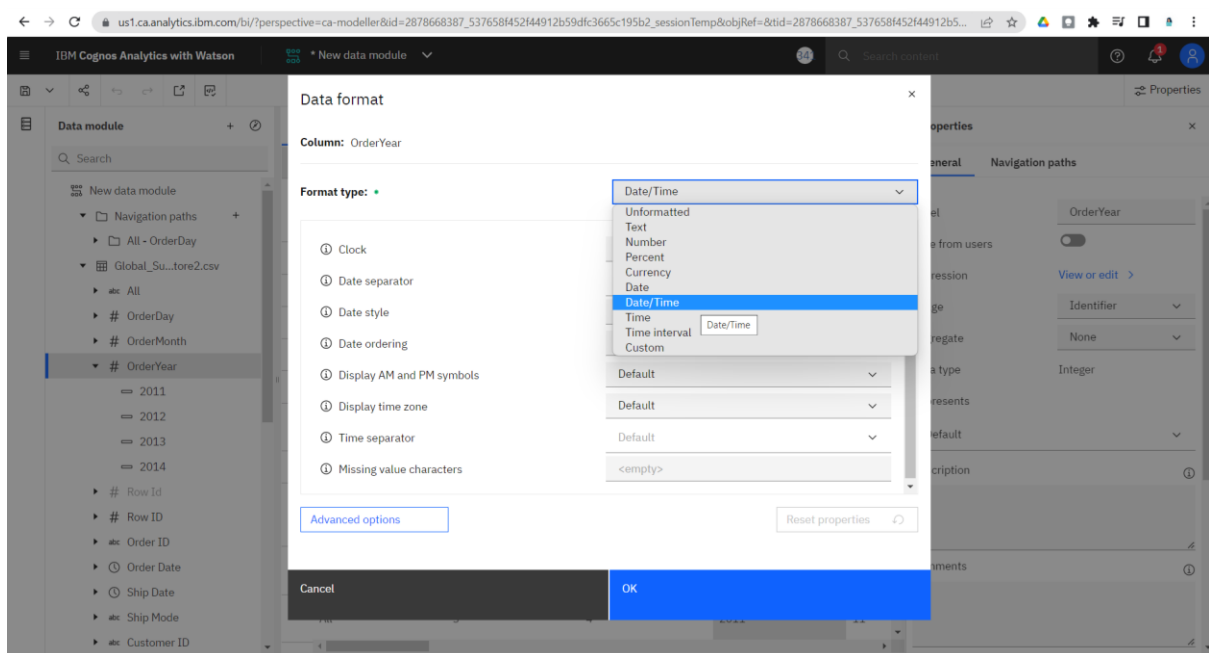 us1.ca.analytics.ibm.com/bi/?perspective=ca-modeller&id=2878668387_537658f452f44912b59dfc3665c195b2_sessionTemp&objRef=&tid=2878668387_537658f452f44912b5...
IBM Cognos Analytics with Watson
* New data module
34
Search content
1
Properties
Data module
Search
New data module
Navigation paths
All - OrderDay
Global_Su...tore2.csv
abc All
# OrderDay
# OrderMonth
# OrderYear
2011
2012
2013
2014
# Row Id
# Row ID
abc Order ID
Order Date
Ship Date
abc Ship Mode
abc Customer ID
Data format
Column: OrderYear
Format type:
Date/Time
Unformatted
Text
Number
Percent
Currency
Date
Date/Time
Time
Time interval
Custom
Date/Time
Clock
Date separator
Date style
Date ordering
Display AM and PM symbols
Default
Display time zone
Default
Time separator
Default
Missing value characters
<empty>
Advanced options
Reset properties
Cancel
OK
operties
eneral
Navigation paths
el
OrderYear
e from users
ression
View or edit
ge
Identifier
regate
None
a type
Integer
resents
efault
cription
ments